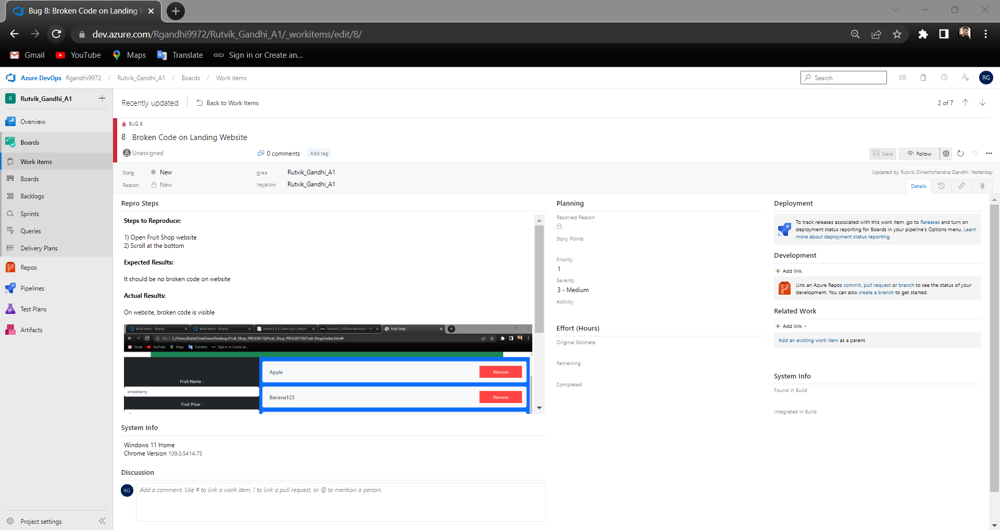 Bug 8: Broken Code on Landing
dev.azure.com/Rgandhi9972/Rutvik_Gandhi_A1/_workitems/edit/8/
Gmail YouTube Maps Translate GD Sign in or Create an...
Azure DevOps Rgandhi9972 / Rutvik_Gandhi_A1 / Boards / Work items
Search
RG
R Rutvik_Gandhi_A1
Overview
Boards
Work items
Boards
Backlogs
Sprints
Queries
Delivery Plans
Repos
Pipelines
Test Plans
Artifacts
Project settings
Recently updated
Back to Work Items
2 of 7
BUG 8
8 Broken Code on Landing Website
Unassigned
0 comments
Add tag
Save
Follow
State New
Area Rutvik_Gandhi_A1
Reason New
Iteration Rutvik_Gandhi_A1
Updated by Rutvik Dineshchandra Gandhi: Yesterday
Details
Repro Steps
Steps to Reproduce:
1) Open Fruit Shop website
2) Scroll at the bottom
Expected Results:
It should be no broken code on website
Actual Results:
On website, broken code is visible
Work items - Boards Work items - Boards Home | IT | Conestoga College lesson02_SoftDevInfrastruct - Fruit Shop
File C:/Users/Rutvi/OneDrive/Desktop/Fruit_Shop_PROG8170/Fruit_Shop_PROG8170/Fruit-Shop/index.html#
Gmail YouTube Maps Translate GD Sign in or Create an...
Fruit Name :
strawberry
Fruit Price :
Apple Remove
Banana123 Remove
System Info
Windows 11 Home
Chrome Version 109.0.5414.75
Discussion
RG
Add a comment. Use # to link a work item, ! to link a pull request, or @ to mention a person.
Planning
Resolved Reason
Story Points
Priority
1
Severity
3 - Medium
Activity
Effort (Hours)
Original Estimate
Remaining
Completed
Deployment
To track releases associated with this work item, go to Releases and turn on
deployment status reporting for Boards in your pipeline's Options menu. Learn
more about deployment status reporting
Development
Add link
Link an Azure Repos commit, pull request or branch to see the status of your
development. You can also create a branch to get started.
Related Work
Add link
Add an existing work item as a parent
System Info
Found in Build
Integrated in Build